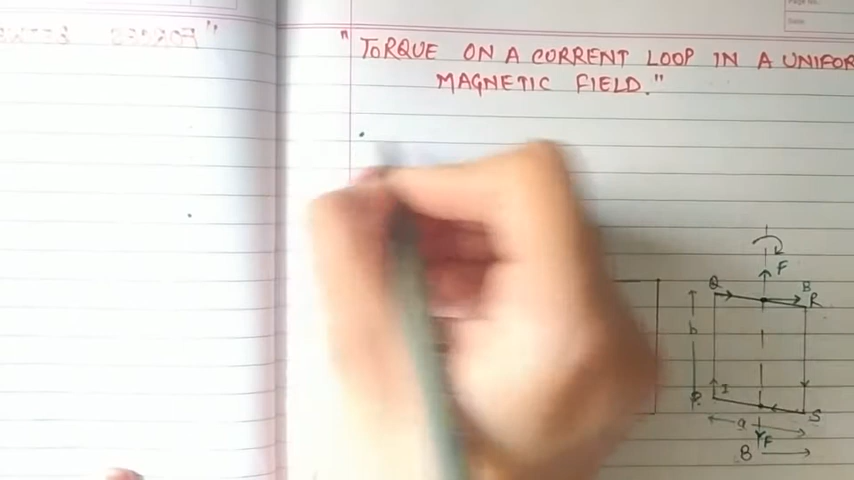 "TORQUE ON A CURRENT LOOP IN A UNIFOR
MAGNETIC FIELD."
F
Q
B
R
b
I
P
S
a
F
B